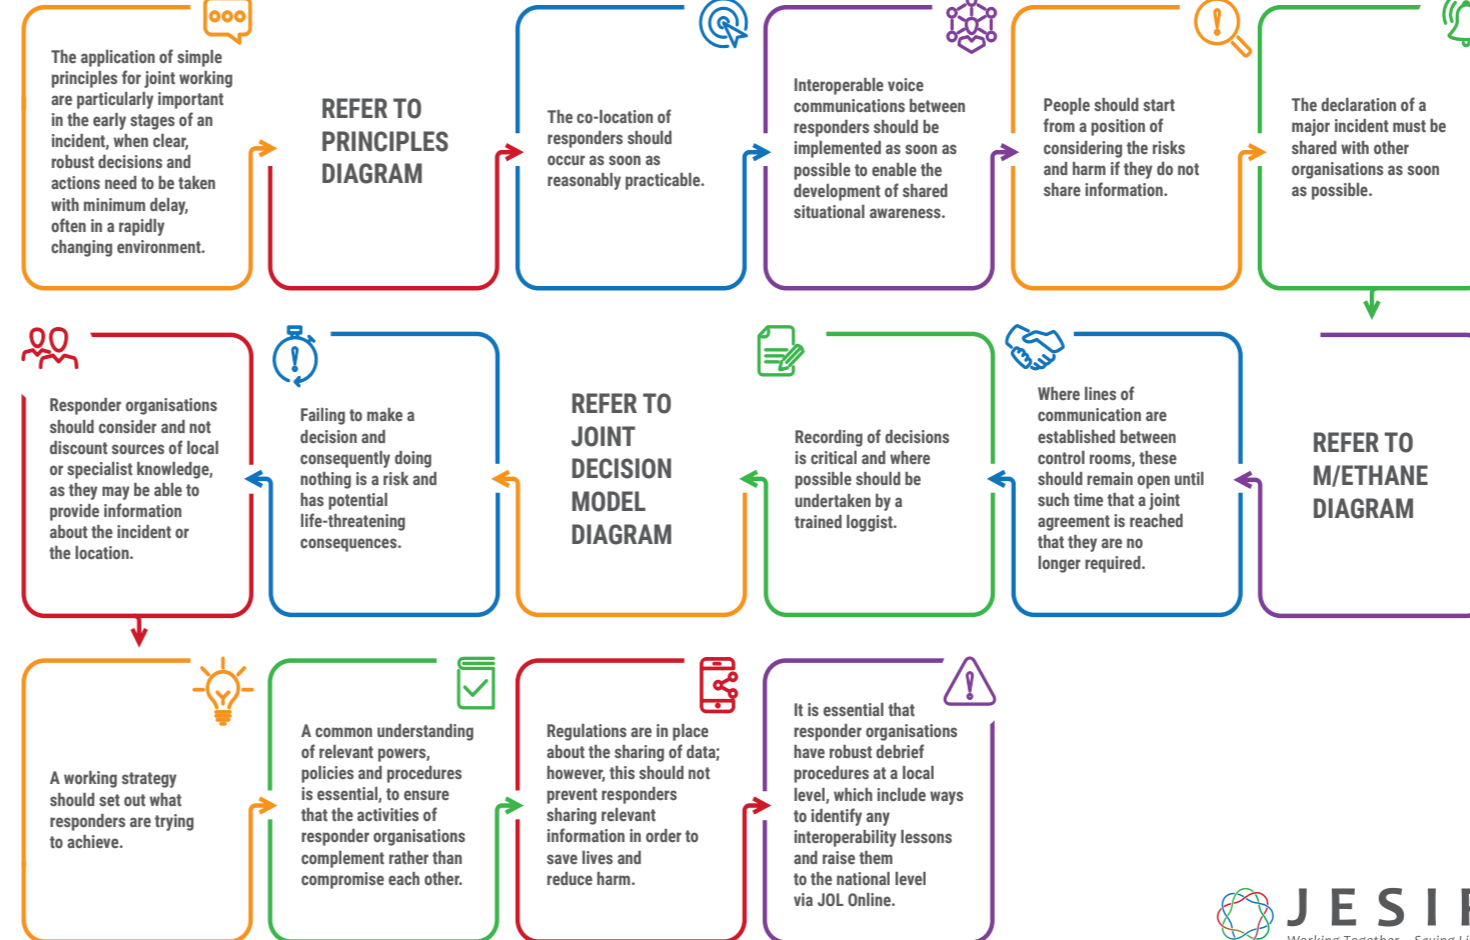 The application of simple
principles for joint working
are particularly important
in the early stages of an
incident, when clear,
robust decisions and
actions need to be taken
with minimum delay,
often in a rapidly
changing environment.
REFER TO
PRINCIPLES
DIAGRAM
The co-location of
responders should
occur as soon as
reasonably practicable.
Interoperable voice
communications between
responders should be
implemented as soon as
possible to enable the
development of shared
situational awareness.
People should start
from a position of
considering the risks
and harm if they do not
share information.
The declaration of a
major incident must be
shared with other
organisations as soon
as possible.
REFER TO
M/ETHANE
DIAGRAM
Where lines of
communication are
established between
control rooms, these
should remain open until
such time that a joint
agreement is reached
that they are no
longer required.
Recording of decisions
is critical and where
possible should be
undertaken by a
trained loggist.
REFER TO
JOINT
DECISION
MODEL
DIAGRAM
Failing to make a
decision and
consequently doing
nothing is a risk and
has potential
life-threatening
consequences.
Responder organisations
should consider and not
discount sources of local
or specialist knowledge,
as they may be able to
provide information
about the incident or
the location.
A working strategy
should set out what
responders are trying
to achieve.
A common understanding
of relevant powers,
policies and procedures
is essential, to ensure
that the activities of
responder organisations
complement rather than
compromise each other.
Regulations are in place
about the sharing of data;
however, this should not
prevent responders
sharing relevant
information in order to
save lives and
reduce harm.
It is essential that
responder organisations
have robust debrief
procedures at a local
level, which include ways
to identify any
interoperability lessons
and raise them
to the national level
via JOL Online.
JESIP
Working Together – Saving